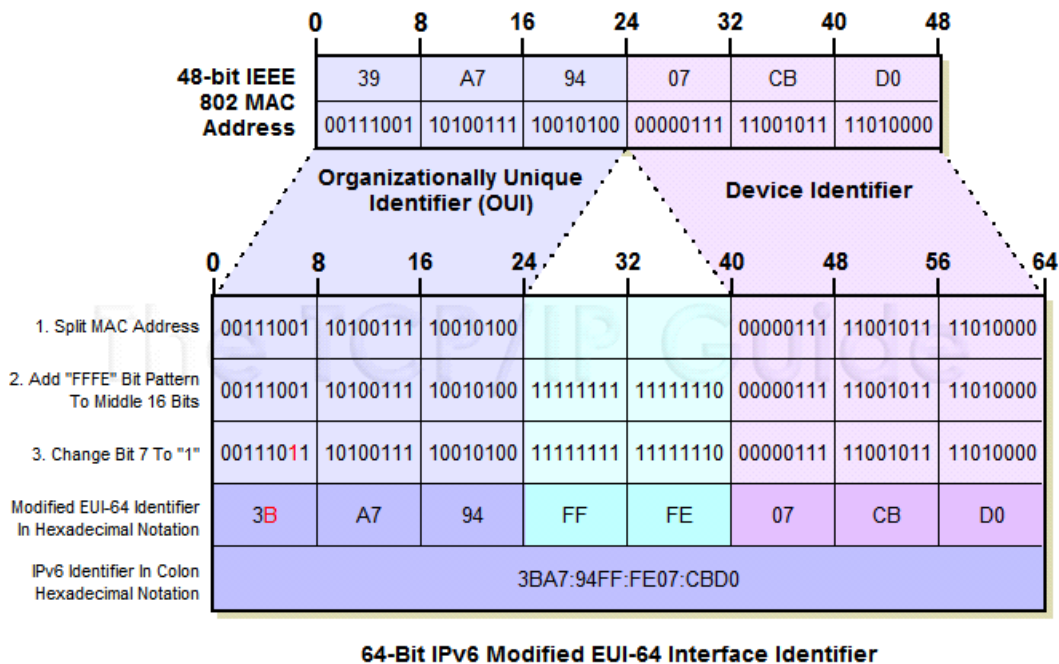 0 8 16 24 32 40 48
48-bit IEEE
802 MAC
Address
39 A7 94 07 CB D0
00111001 10100111 10010100 00000111 11001011 11010000
Organizationally Unique
Identifier (OUI)
Device Identifier
0 8 16 24 32 40 48 56 64
The TCP/IP Guide
1. Split MAC Address
00111001 10100111 10010100 00000111 11001011 11010000
2. Add "FFFE" Bit Pattern
To Middle 16 Bits
00111001 10100111 10010100 11111111 11111110 00000111 11001011 11010000
3. Change Bit 7 To "1"
00111011 10100111 10010100 11111111 11111110 00000111 11001011 11010000
Modified EUI-64 Identifier
In Hexadecimal Notation
3B A7 94 FF FE 07 CB D0
IPv6 Identifier In Colon
Hexadecimal Notation
3BA7:94FF:FE07:CBD0
64-Bit IPv6 Modified EUI-64 Interface Identifier